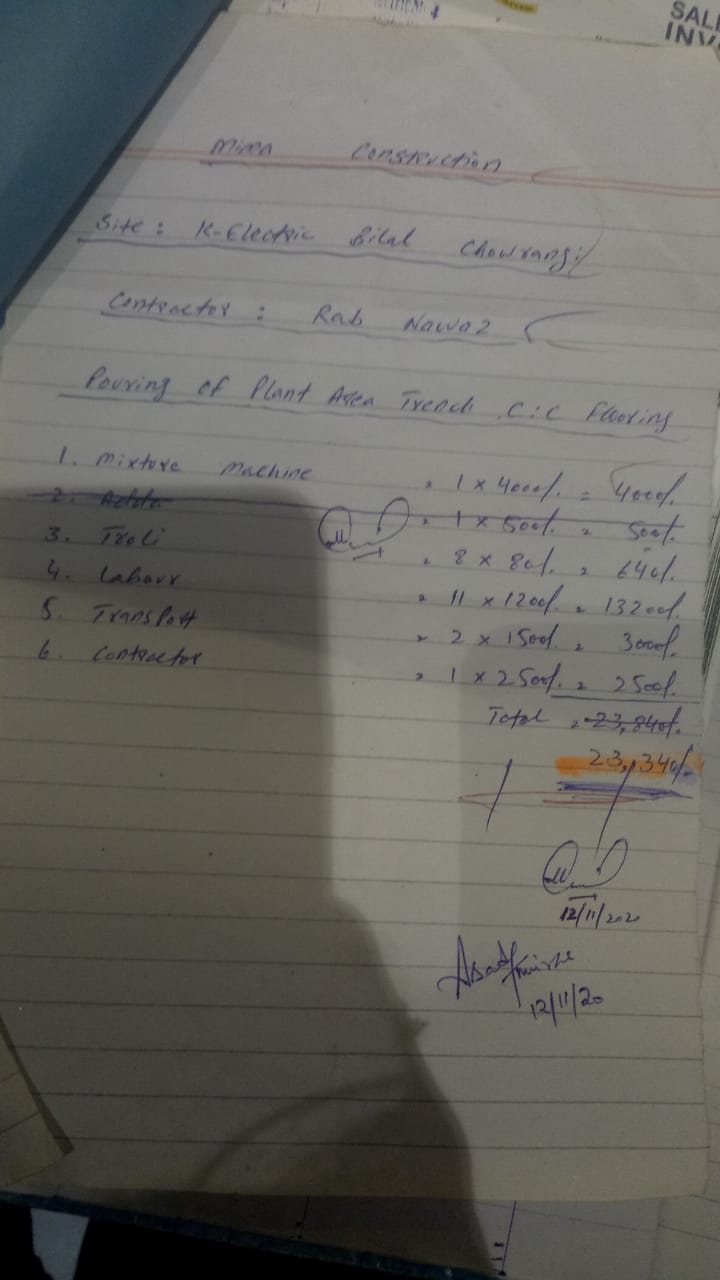 SAL
INV
Mirza Construction
Site: K-Electric Bilal Chowrangi
Contractor: Rab Nawaz
Pouring of Plant Area Trench C:C Flooring
1. Mixture Machine = 1 x 4000/. = 4000/.
2. Adda = 1 x 500/. = 500/.
3. Troli = 8 x 80/. = 640/.
4. Labour = 11 x 1200/. = 13200/.
5. Transport = 2 x 1500/. = 3000/.
6. Contractor = 1 x 2500/. = 2500/.
Total = 23,840/.
23,340/-
12/11/2020
12/11/20